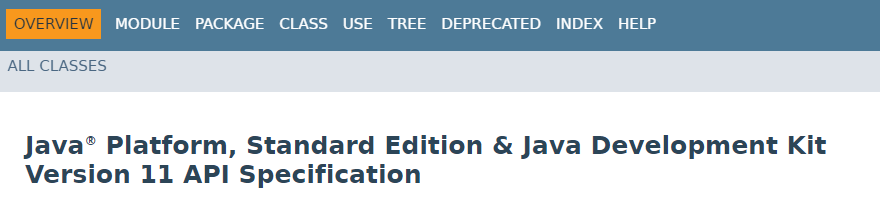 OVERVIEW MODULE PACKAGE CLASS USE TREE DEPRECATED INDEX HELP
ALL CLASSES
Java® Platform, Standard Edition & Java Development Kit
Version 11 API Specification